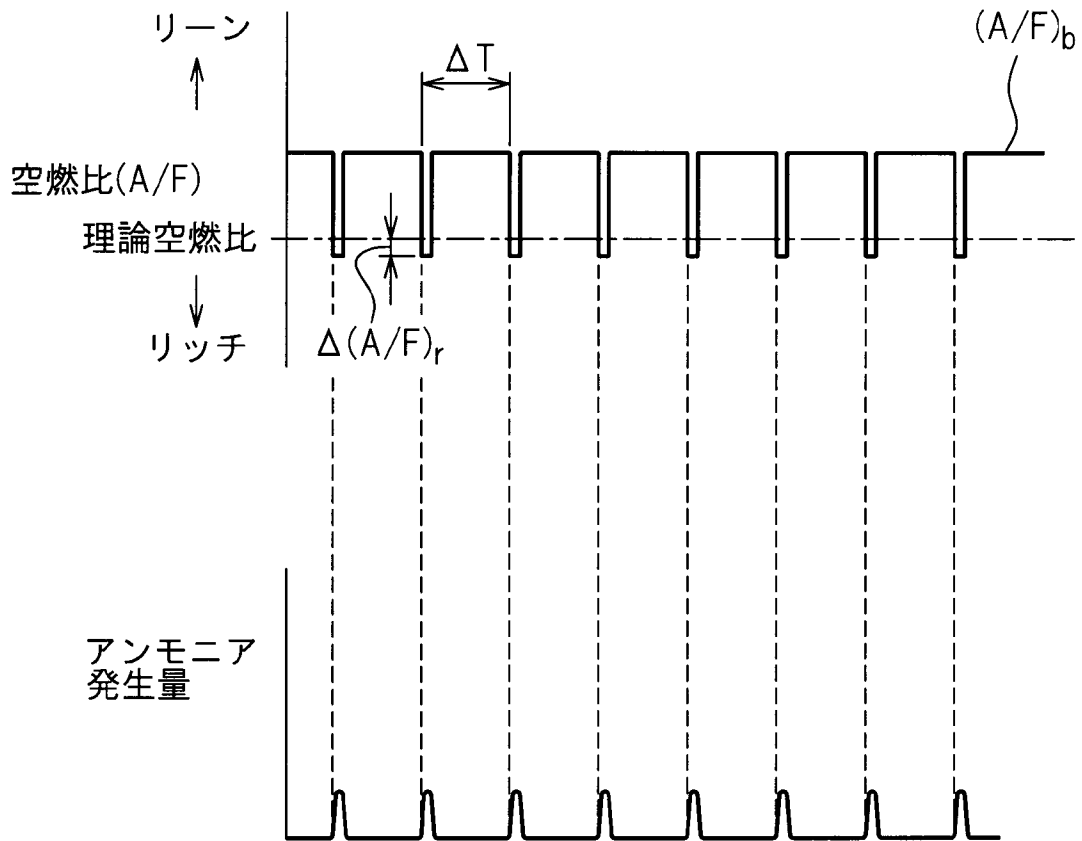 リーン
(A/F)b
ΔT
空燃比(A/F)
理論空燃比
リッチ
Δ(A/F)r
アンモニア
発生量